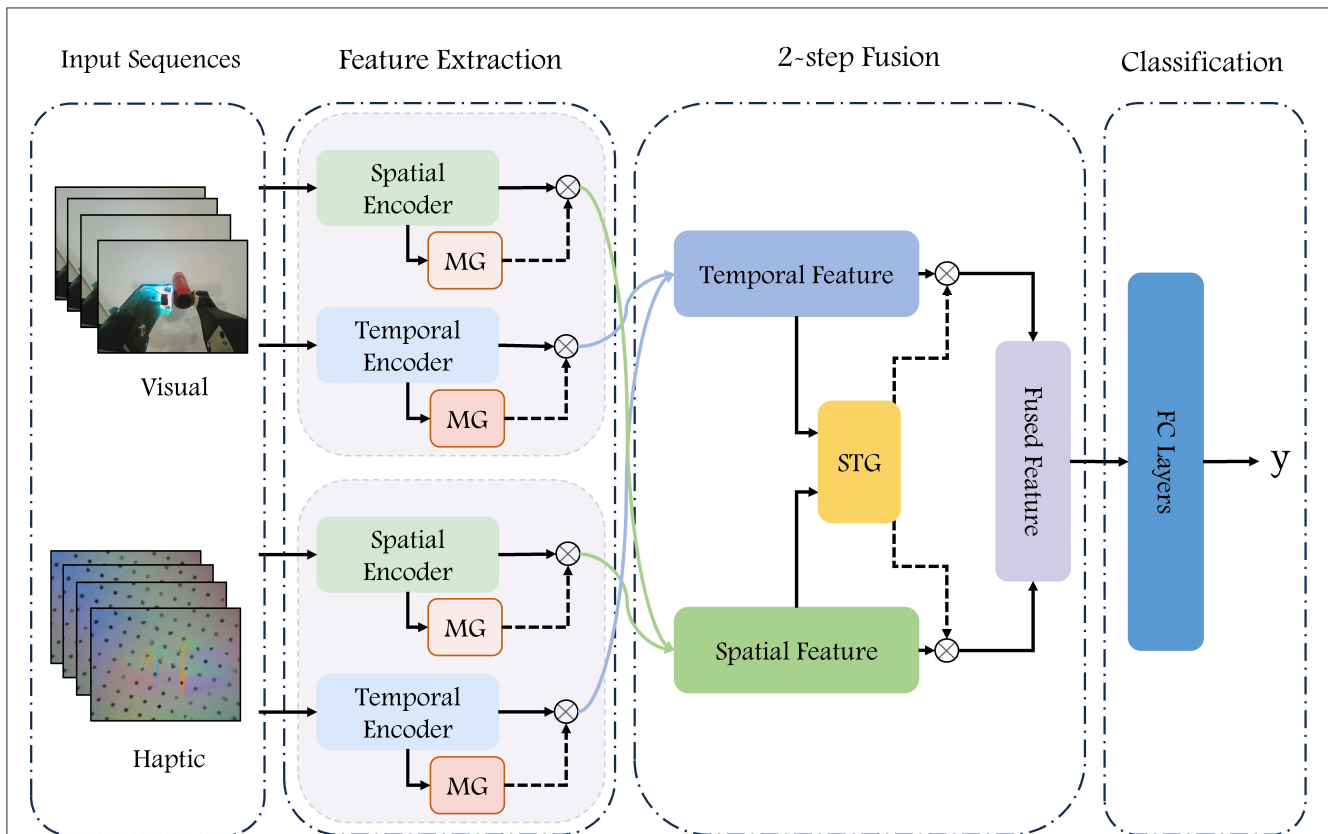 Input Sequences
Feature Extraction
2-step Fusion
Classification
Visual
Haptic
Spatial
Encoder
MG
Temporal
Encoder
MG
Spatial
Encoder
MG
Temporal
Encoder
MG
Temporal Feature
STG
Spatial Feature
Fused Feature
FC Layers
y